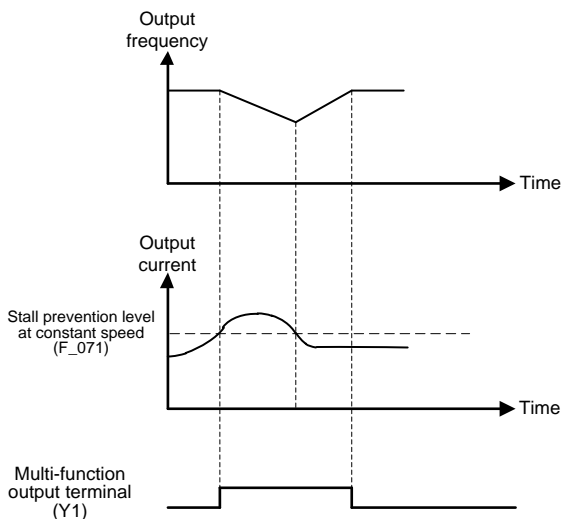 Output
frequency
Time
Output
current
Stall prevention level
at constant speed
(F_071)
Time
Multi-function
output terminal
(Y1)